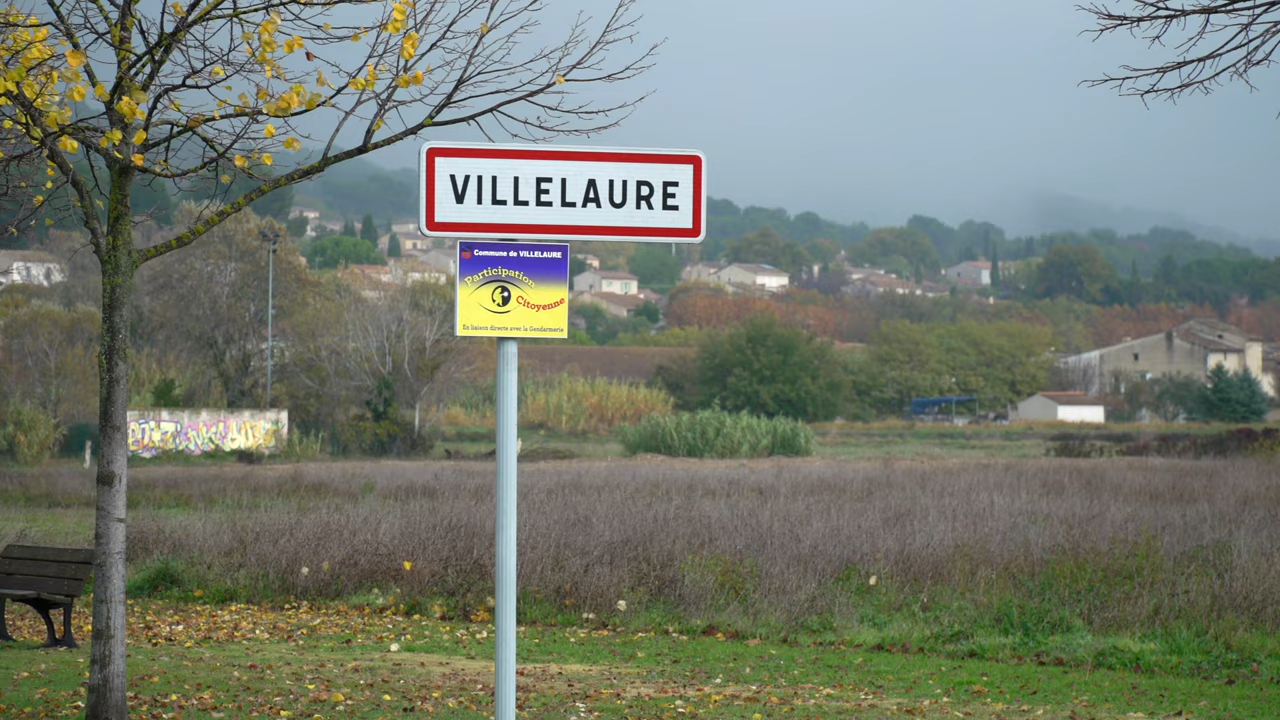 VILLELAURE
Commune de VILLELAURE
Participation
Citoyenne
En liaison directe avec la Gendarmerie